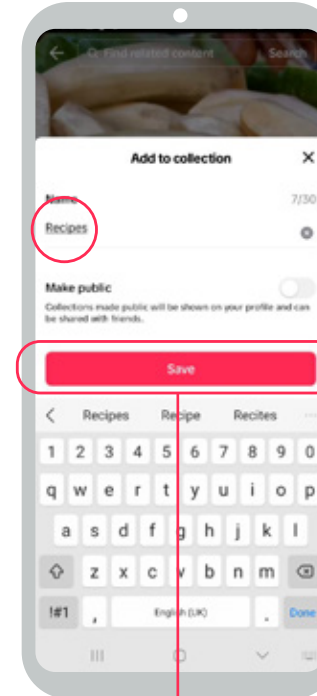 Find related content Search
Add to collection
Name 7/30
Recipes
Make public
Collections made public will be shown on your profile and can
be shared with friends.
Save
Recipes Recipe Recites
1 2 3 4 5 6 7 8 9 0
q w e r t y u i o p
a s d f g h j k l
z x c v b n m
!#1 , English (UK) . Done